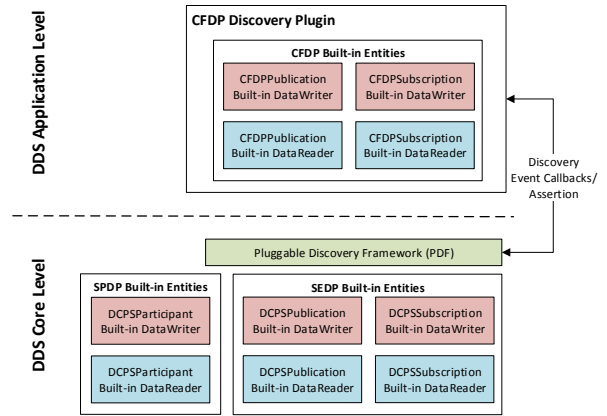 DDS Application Level
CFDP Discovery Plugin
CFDP Built-in Entities
CFDPPublication
Built-in DataWriter
CFDPSubscription
Built-in DataWriter
CFDPPublication
Built-in DataReader
CFDPSubscription
Built-in DataReader
Discovery
Event Callbacks/
Assertion
DDS Core Level
Pluggable Discovery Framework (PDF)
SPDP Built-in Entities
DCPSParticipant
Built-in DataWriter
DCPSParticipant
Built-in DataReader
SEDP Built-in Entities
DCPSPublication
Built-in DataWriter
DCPSSubscription
Built-in DataWriter
DCPSPublication
Built-in DataReader
DCPSSubscription
Built-in DataReader